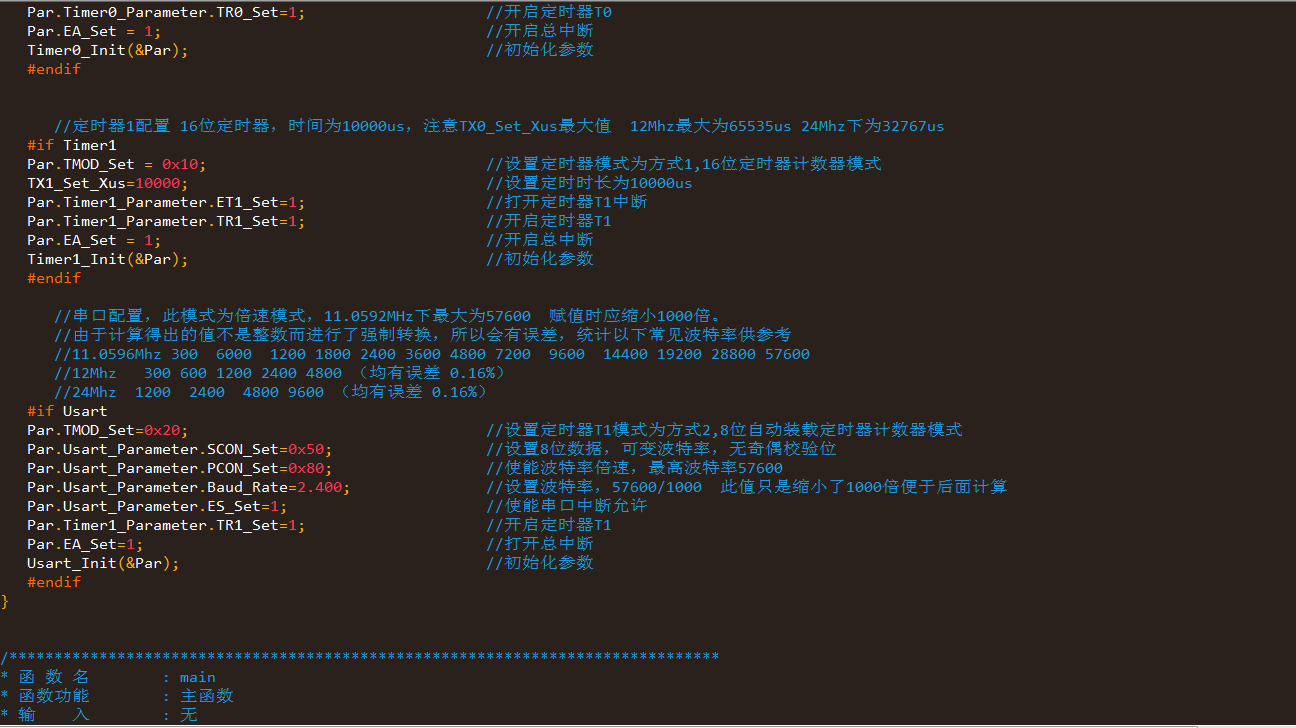 Par.Timer0_Parameter.TR0_Set=1; //开启定时器T0
Par.EA_Set = 1; //开启总中断
Timer0_Init(&Par); //初始化参数
#endif
//定时器1配置 16位定时器，时间为10000us，注意TX0_Set_Xus最大值 12Mhz最大为65535us 24Mhz下为32767us
#if Timer1
Par.TMOD_Set = 0x10; //设置定时器模式为方式1,16位定时器计数器模式
TX1_Set_Xus=10000; //设置定时时长为10000us
Par.Timer1_Parameter.ET1_Set=1; //打开定时器T1中断
Par.Timer1_Parameter.TR1_Set=1; //开启定时器T1
Par.EA_Set = 1; //开启总中断
Timer1_Init(&Par); //初始化参数
#endif
//串口配置，此模式为倍速模式，11.0592MHz下最大为57600 赋值时应缩小1000倍。
//由于计算得出的值不是整数而进行了强制转换，所以会有误差，统计以下常见波特率供参考
//11.0596Mhz 300 6000 1200 1800 2400 3600 4800 7200 9600 14400 19200 28800 57600
//12Mhz 300 600 1200 2400 4800 （均有误差 0.16%）
//24Mhz 1200 2400 4800 9600 （均有误差 0.16%）
#if Usart
Par.TMOD_Set=0x20; //设置定时器T1模式为方式2,8位自动装载定时器计数器模式
Par.Usart_Parameter.SCON_Set=0x50; //设置8位数据，可变波特率，无奇偶校验位
Par.Usart_Parameter.PCON_Set=0x80; //使能波特率倍速，最高波特率57600
Par.Usart_Parameter.Baud_Rate=2.400; //设置波特率，57600/1000 此值只是缩小了1000倍便于后面计算
Par.Usart_Parameter.ES_Set=1; //使能串口中断允许
Par.Timer1_Parameter.TR1_Set=1; //开启定时器T1
Par.EA_Set=1; //打开总中断
Usart_Init(&Par); //初始化参数
#endif
}
/*******************************************************************************
* 函 数 名 : main
* 函数功能 : 主函数
* 输 入 : 无